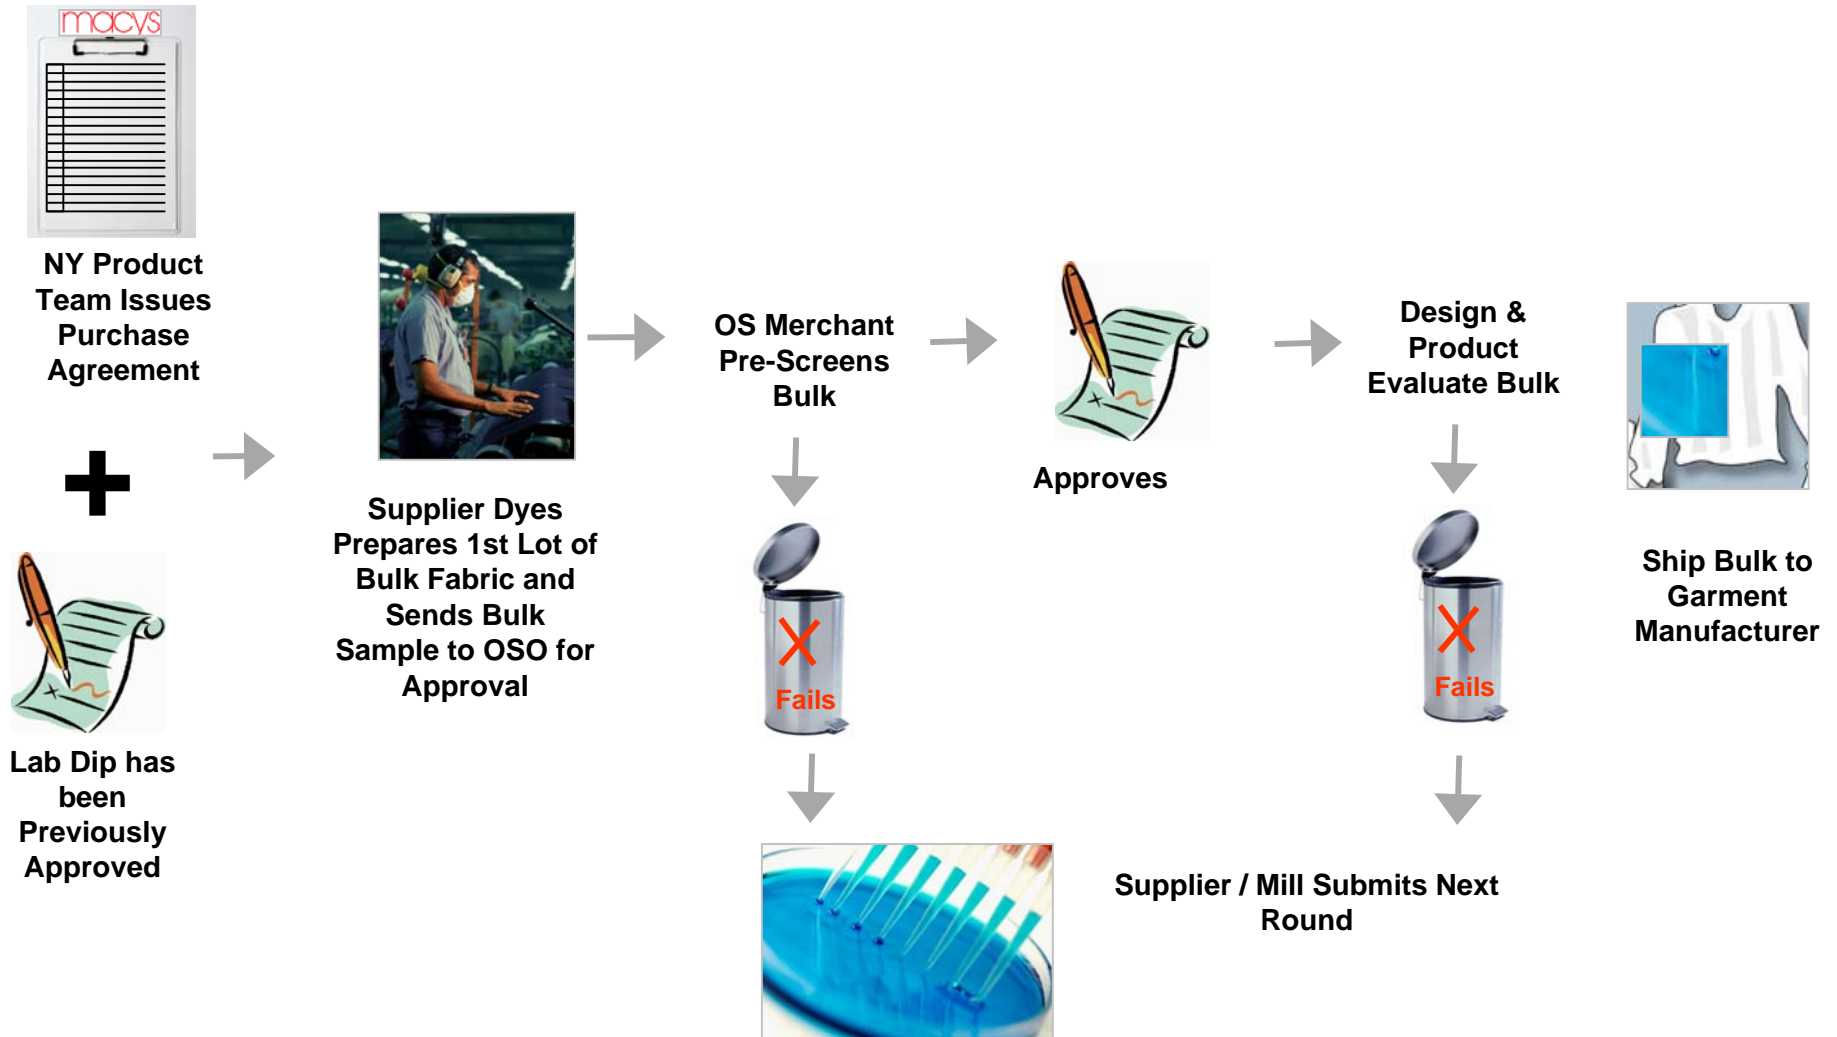 macys
NY Product
Team Issues
Purchase
Agreement
Lab Dip has
been
Previously
Approved
Supplier Dyes
Prepares 1st Lot of
Bulk Fabric and
Sends Bulk
Sample to OSO for
Approval
OS Merchant
Pre-Screens
Bulk
Fails
Approves
Design &
Product
Evaluate Bulk
Fails
Ship Bulk to
Garment
Manufacturer
Supplier / Mill Submits Next
Round